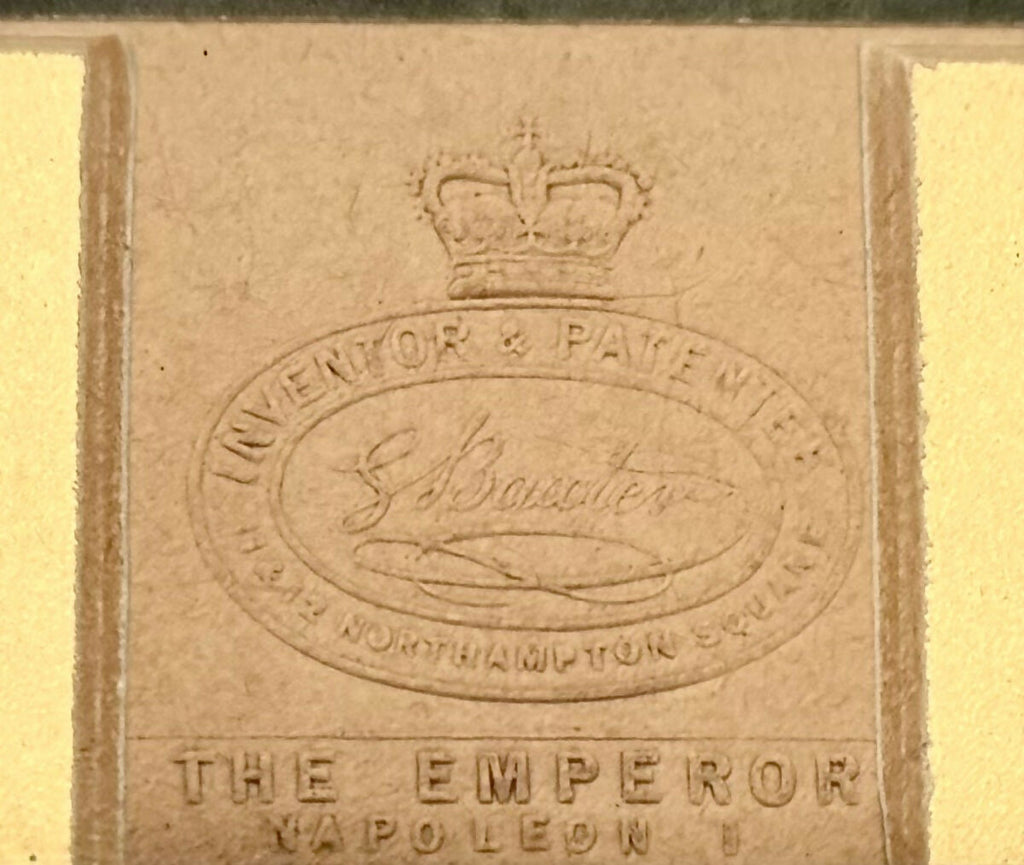 INVENTOR & PATENTEE
G Baxter
11 & 12 NORTHAMPTON SQUARE
THE EMPEROR
NAPOLEON I